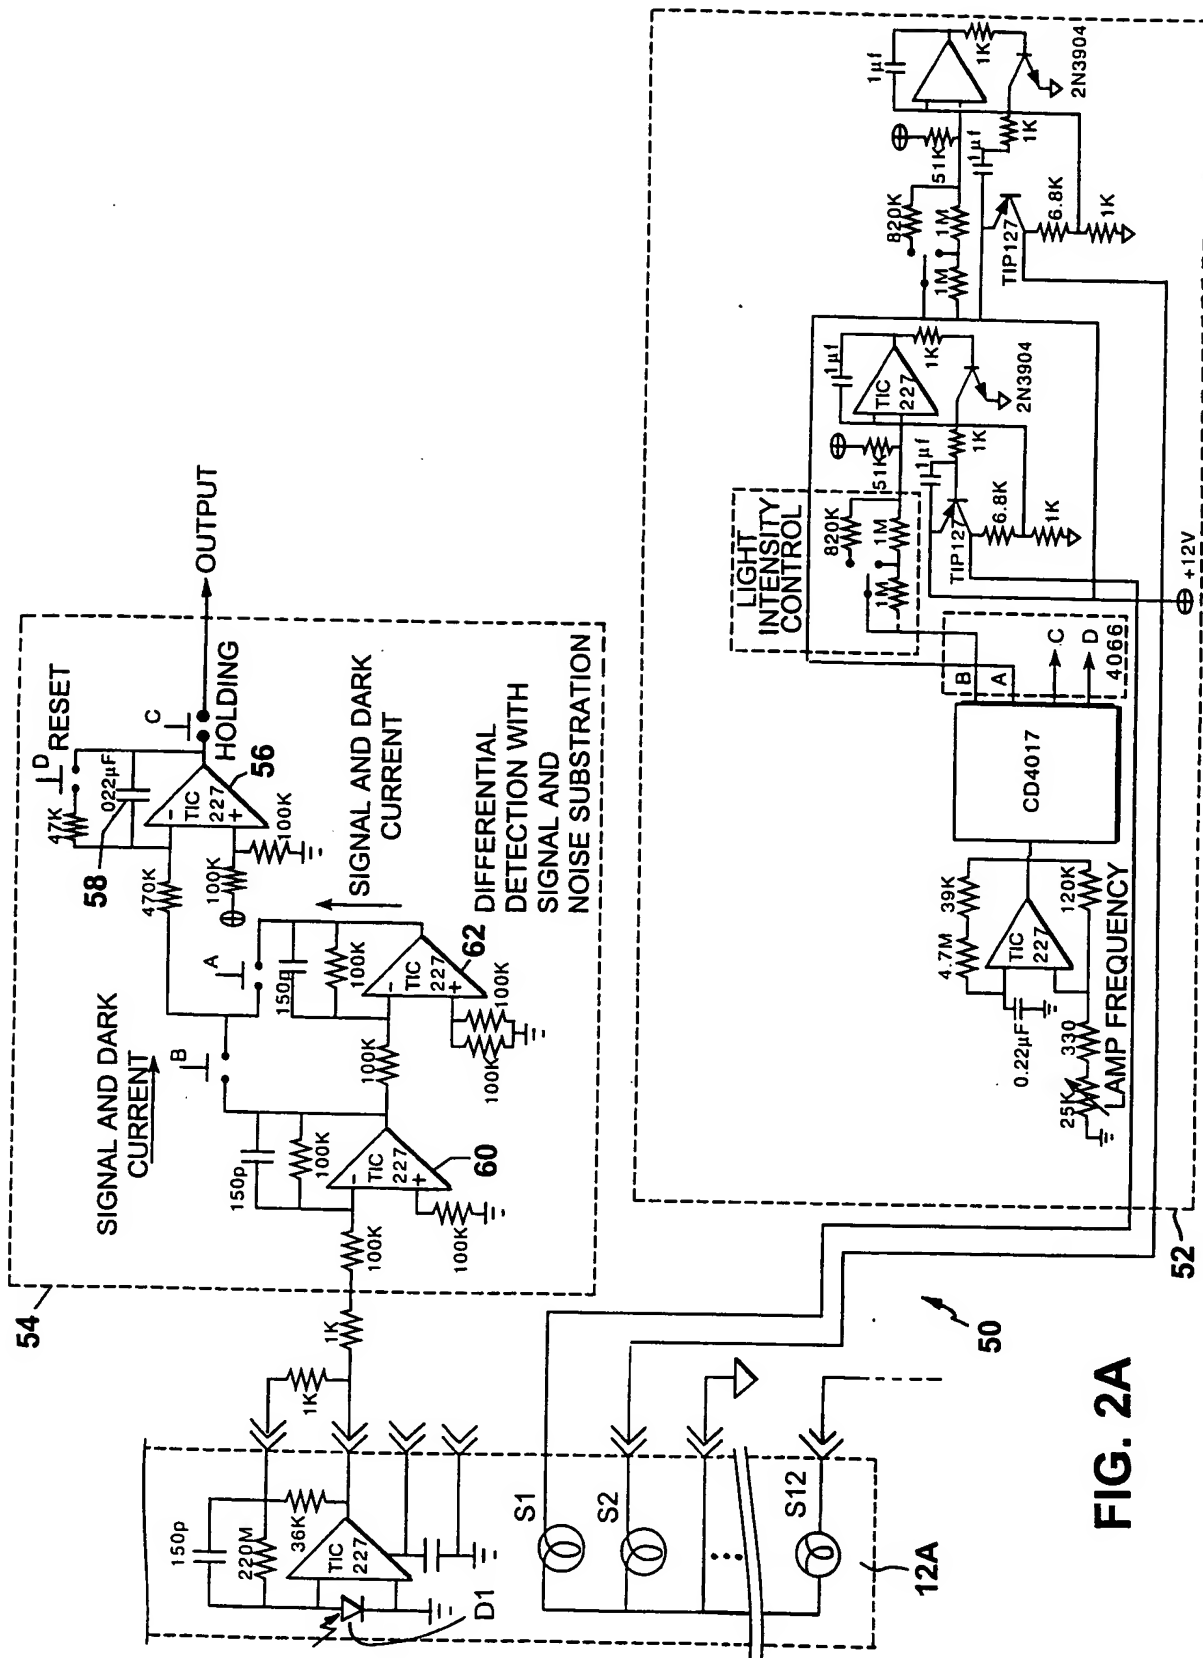 54
SIGNAL AND DARK
CURRENT
B
A
470K
47K
D
RESET
022µF
58
TIC
227
-
+
56
100K
100K
C
HOLDING
OUTPUT
SIGNAL AND DARK
CURRENT
DIFFERENTIAL
DETECTION WITH
SIGNAL AND
NOISE SUBSTRATION
150p
100K
TIC
227
-
+
62
100K
100K
100K
150p
100K
TIC
227
-
+
60
100K
100K
1K
1K
150p
220M
36K
TIC
227
D1
S1
S2
S12
12A
50
FIG. 2A
52
LIGHT
INTENSITY
CONTROL
820K
1M
1M
51K
1µf
TIC
227
1K
2N3904
1µf
1K
TIP127
6.8K
1K
820K
1M
1M
51K
1µf
1K
2N3904
1µf
1K
TIP127
6.8K
1K
B
A
C
D
4066
+12V
CD4017
4.7M
39K
TIC
227
120K
0.22µF
330
25K
LAMP FREQUENCY